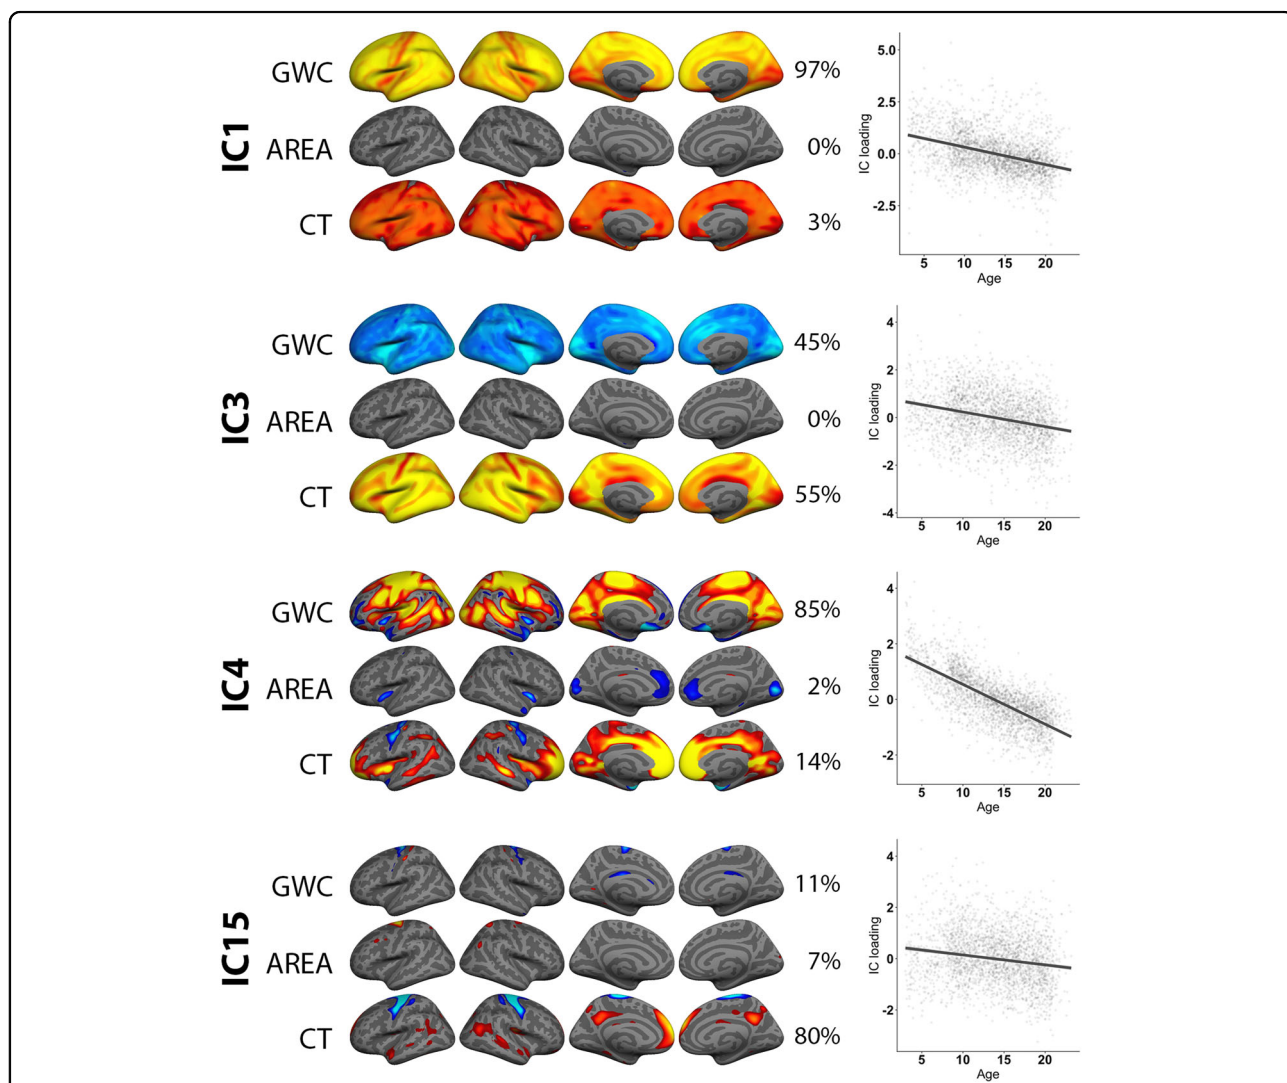 IC1
GWC 97%
AREA 0%
CT 3%
IC loading
5.0
2.5
0.0
-2.5
5 10 15 20
Age
IC3
GWC 45%
AREA 0%
CT 55%
IC loading
4
2
0
-2
-4
5 10 15 20
Age
IC4
GWC 85%
AREA 2%
CT 14%
IC loading
4
2
0
-2
5 10 15 20
Age
IC15
GWC 11%
AREA 7%
CT 80%
IC loading
4
2
0
-2
5 10 15 20
Age